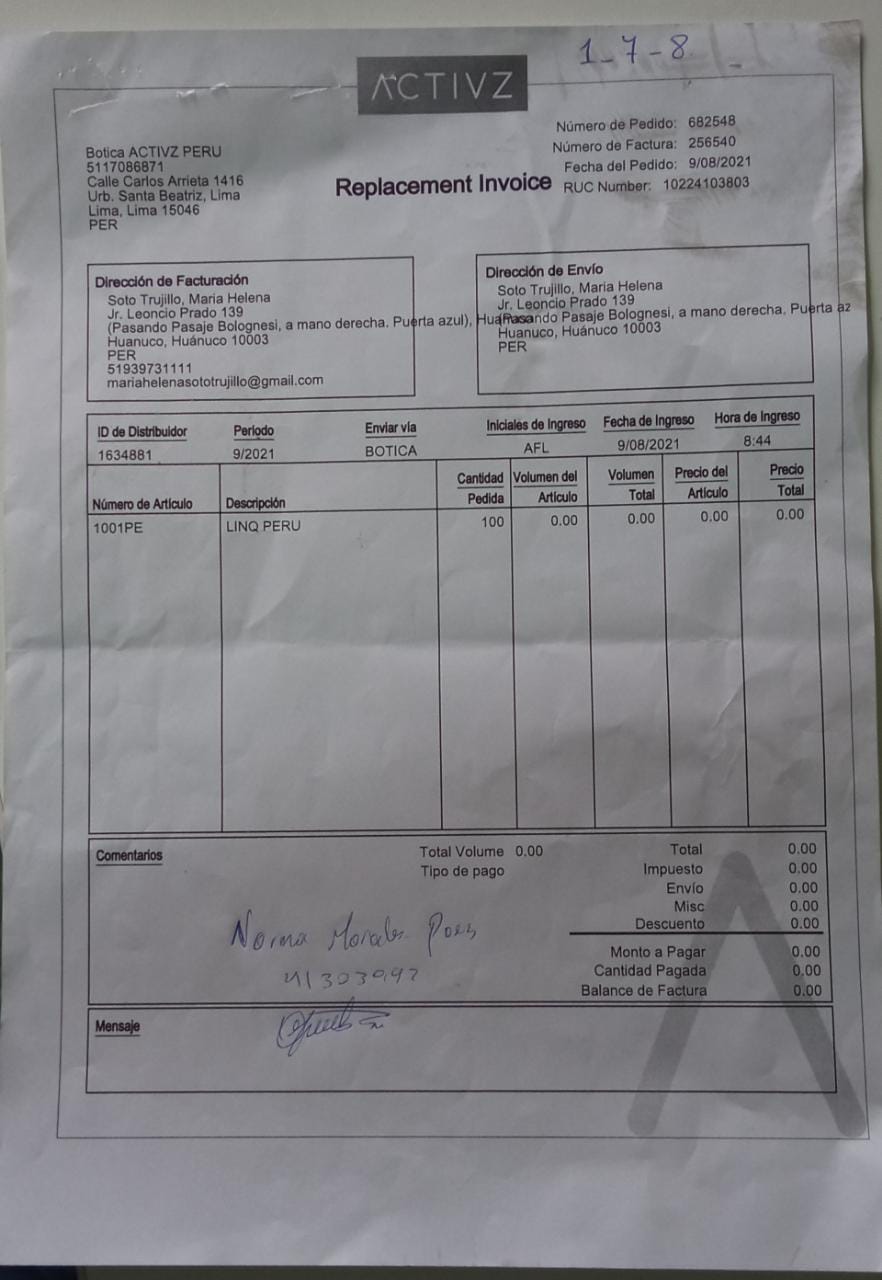 1-7-8
ACTIVZ
Botica ACTIVZ PERU
5117086871
Calle Carlos Arrieta 1416
Urb. Santa Beatriz, Lima
Lima, Lima 15046
PER
Replacement Invoice
Número de Pedido: 682548
Número de Factura: 256540
Fecha del Pedido: 9/08/2021
RUC Number: 10224103803
Dirección de Facturación
Soto Trujillo, Maria Helena
Jr. Leoncio Prado 139
(Pasando Pasaje Bolognesi, a mano derecha. Puerta azul),
Huanuco, Huánuco 10003
PER
51939731111
mariahelenasototrujillo@gmail.com
Dirección de Envío
Soto Trujillo, Maria Helena
Jr. Leoncio Prado 139
(Pasando Pasaje Bolognesi, a mano derecha. Puerta az
Huanuco, Huánuco 10003
PER
ID de Distribuidor Período Enviar vía Iniciales de Ingreso Fecha de Ingreso Hora de Ingreso
1634881 9/2021 BOTICA AFL 9/08/2021 8:44
Número de Artículo Descripción Cantidad Pedida Volumen del Artículo Volumen Total Precio del Artículo Precio Total
1001PE LINQ PERU 100 0.00 0.00 0.00 0.00
Comentarios
Total Volume 0.00
Tipo de pago
Total 0.00
Impuesto 0.00
Envío 0.00
Misc 0.00
Descuento 0.00
Monto a Pagar 0.00
Cantidad Pagada 0.00
Balance de Factura 0.00
Norma Morales
Mensaje